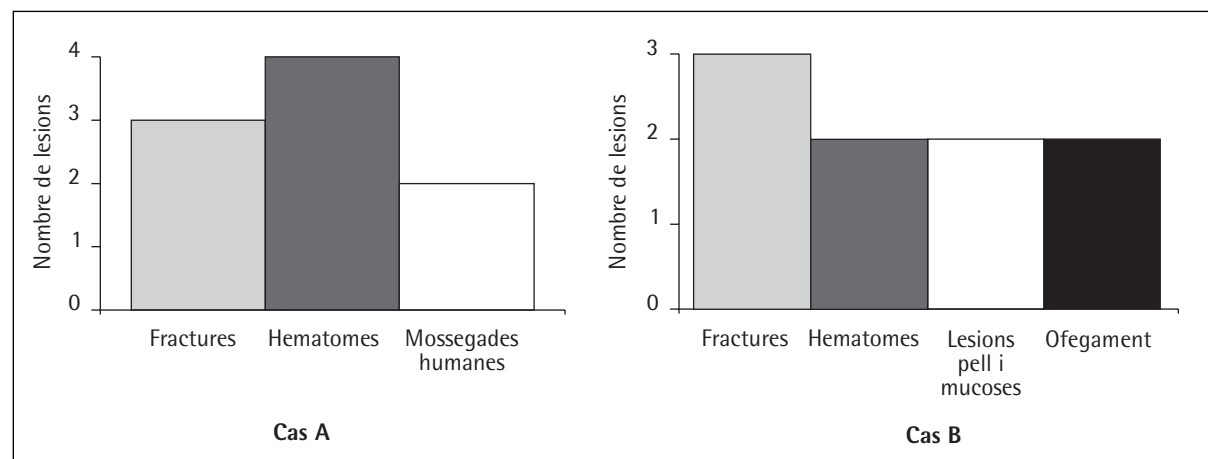 Nombre de lesions
4
3
2
1
0
Fractures
Hematomes
Mossegades
humanes
Cas A
Nombre de lesions
3
2
1
0
Fractures
Hematomes
Lesions
pell i
mucoses
Ofegament
Cas B